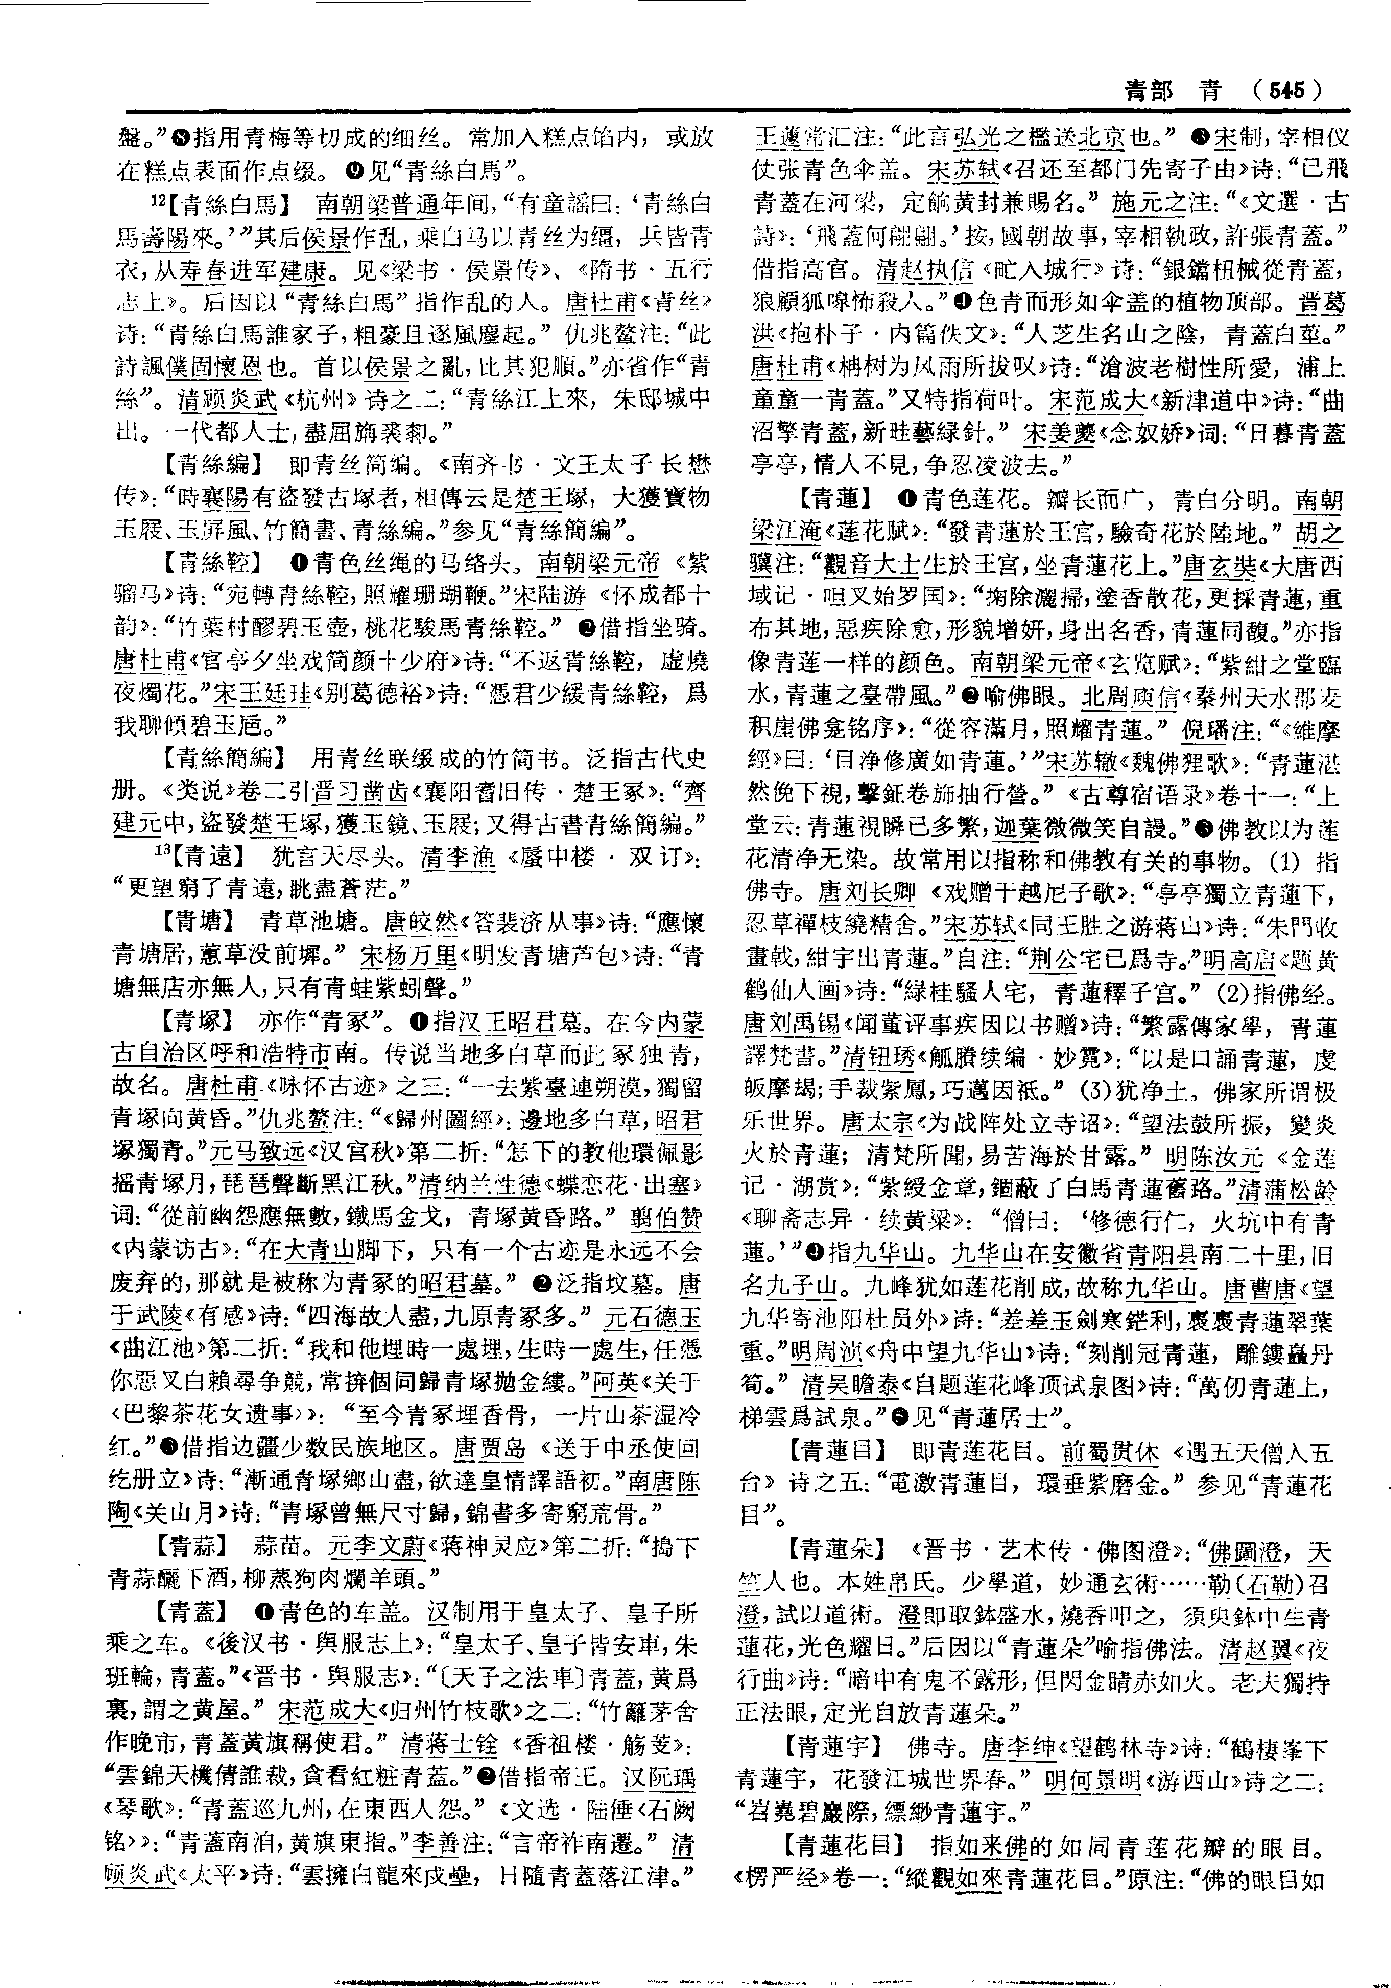 青部 青 （545）
盤。”❽指用青梅等切成的细丝。常加入糕点馅内，或放
在糕点表面作点缀。❾见“青絲白馬”。
¹²【青絲白馬】 南朝梁普通年间，“有童謡曰：‘青絲白
馬壽陽來。’”其后侯景作乱，乘白马以青丝为缰，兵皆青
衣，从寿春进军建康。见《梁书·侯景传》、《隋书·五行
志上》。后因以“青絲白馬”指作乱的人。唐杜甫《青丝》
诗：“青絲白馬誰家子，粗豪且逐風塵起。”仇兆鳌注：“此
詩諷僕固懷恩也。首以侯景之亂，比其犯順。”亦省作“青
絲”。清顾炎武《杭州》诗之二：“青絲江上來，朱邸城中
出。一代都人士，盡屈旃裘勿。”
【青絲編】 即青丝简编。《南齐书·文王太子长懋
传》：“時襄陽有盜發古塚者，相傳云是楚王塚，大獲寶物
玉屐、玉屏風、竹簡書、青絲編。”参见“青絲簡編”。
【青絲鞚】 ❶青色丝绳的马络头。南朝梁元帝《紫
骝马》诗：“宛轉青絲鞚，照耀珊瑚鞭。”宋陆游《怀成都十
韵》：“竹葉村醪碧玉壺，桃花駿馬青絲鞚。”❷借指坐骑。
唐杜甫《官亭夕坐戏简颜十少府》诗：“不返青絲鞚，虚燒
夜燭花。”宋王廷珪《别葛德裕》诗：“憑君少緩青絲鞚，爲
我聊傾碧玉巵。”
【青絲簡編】 用青丝联缀成的竹简书。泛指古代史
册。《类说》卷二引晋习凿齿《襄阳耆旧传·楚王冢》：“齊
建元中，盜發楚王塚，獲玉鏡、玉屐；又得古書青絲簡編。”
¹³【青遠】 犹言天尽头。清李渔《蜃中楼·双订》：
“更望窮了青遠，眺盡蒼茫。”
【青塘】 青草池塘。唐皎然《答裴济从事》诗：“應懷
青塘居，蕙草没前墀。”宋杨万里《明发青塘芦包》诗：“青
塘無店亦無人，只有青蛙紫蚓聲。”
【青塚】 亦作“青冢”。❶指汉王昭君墓。在今内蒙
古自治区呼和浩特市南。传说当地多白草而此冢独青，
故名。唐杜甫《咏怀古迹》之三：“一去紫臺連朔漠，獨留
青塚向黄昏。”仇兆鳌注：“《歸州圖經》：邊地多白草，昭君
塚獨青。”元马致远《汉宫秋》第二折：“怎下的教他環佩影
摇青塚月，琵琶聲斷黑江秋。”清纳兰性德《蝶恋花·出塞》
词：“從前幽怨應無數，鐵馬金戈，青塚黄昏路。”翦伯赞
《内蒙访古》：“在大青山脚下，只有一个古迹是永远不会
废弃的，那就是被称为青冢的昭君墓。”❷泛指坟墓。唐
于武陵《有感》诗：“四海故人盡，九原青冢多。”元石德玉
《曲江池》第二折：“我和他埋時一處埋，生時一處生，任憑
你惡叉白賴尋争競，常拚個同歸青塚抛金縷。”阿英《关于
〈巴黎茶花女遗事〉》：“至今青冢埋香骨，一片山茶湿冷
红。”❸借指边疆少数民族地区。唐贾岛《送于中丞使回
纥册立》诗：“漸通青塚鄉山盡，欲達皇情譯語初。”南唐陈
陶《关山月》诗：“青塚曾無尺寸歸，錦書多寄窮荒骨。”
【青蒜】 蒜苗。元李文蔚《蒋神灵应》第二折：“搗下
青蒜釃下酒，柳蒸狗肉爛羊頭。”
【青蓋】 ❶青色的车盖。汉制用于皇太子、皇子所
乘之车。《後汉书·舆服志上》：“皇太子、皇子皆安車，朱
班輪，青蓋。”《晋书·舆服志》：“〔天子之法車〕青蓋，黄爲
裏，謂之黄屋。”宋范成大《归州竹枝歌》之二：“竹籬茅舍
作晚市，青蓋黄旗稱使君。”清蒋士铨《香祖楼·觞芰》：
“雲錦天機倩誰裁，貪看紅粧青蓋。”❷借指帝王。汉阮瑀
《琴歌》：“青蓋巡九州，在東西人怨。”《文选·陆倕〈石阙
铭〉》：“青蓋南泊，黄旗東指。”李善注：“言帝祚南遷。”清
顾炎武《太平》诗：“雲擁白龍來戍壘，日隨青蓋落江津。”
王蘧常汇注：“此言弘光之檻送北京也。”❸宋制，宰相仪
仗张青色伞盖。宋苏轼《召还至都门先寄子由》诗：“已飛
青蓋在河梁，定餉黄封兼賜名。”施元之注：“《文選·古
詩》：‘飛蓋何翩翩。’按，國朝故事，宰相執政，許張青蓋。”
借指高官。清赵执信《甿入城行》诗：“銀鐺杻械從青蓋，
狼顧狐嗥怖殺人。”❹色青而形如伞盖的植物顶部。晋葛
洪《抱朴子·内篇佚文》：“人芝生名山之陰，青蓋白莖。”
唐杜甫《楠树为风雨所拔叹》诗：“滄波老樹性所愛，浦上
童童一青蓋。”又特指荷叶。宋范成大《新津道中》诗：“曲
沼擎青蓋，新畦藝緑針。”宋姜夔《念奴娇》词：“日暮青蓋
亭亭，情人不見，争忍凌波去。”
【青蓮】 ❶青色莲花。瓣长而广，青白分明。南朝
梁江淹《莲花赋》：“發青蓮於王宫，驗奇花於陸地。”胡之
骥注：“觀音大士生於王宫，坐青蓮花上。”唐玄奘《大唐西
域记·呾叉始罗国》：“掬除灑掃，塗香散花，更採青蓮，重
布其地，惡疾除愈，形貌增妍，身出名香，青蓮同馥。”亦指
像青莲一样的颜色。南朝梁元帝《玄览赋》：“紫紺之堂臨
水，青蓮之臺帶風。”❷喻佛眼。北周庾信《秦州天水郡麦
积崖佛龛铭序》：“從容滿月，照耀青蓮。”倪璠注：“《維摩
經》曰：‘目净修廣如青蓮。’”宋苏辙《魏佛狸歌》：“青蓮湛
然俛下視，擊鉦卷斾抽行營。”《古尊宿语录》卷十一：“上
堂云：青蓮視瞬已多繁，迦葉微微笑自謾。”❸佛教以为莲
花清净无染。故常用以指称和佛教有关的事物。(1) 指
佛寺。唐刘长卿《戏赠干越尼子歌》：“亭亭獨立青蓮下，
忍草禪枝繞精舍。”宋苏轼《同王胜之游蒋山》诗：“朱門收
畫戟，紺宇出青蓮。”自注：“荆公宅已爲寺。”明高启《题黄
鹤仙人画》诗：“緑桂騷人宅，青蓮釋子宫。”(2)指佛经。
唐刘禹锡《闻董评事疾因以书赠》诗：“繁露傳家學，青蓮
譯梵書。”清钮琇《觚賸续编·妙霓》：“以是口誦青蓮，虔
皈摩朅；手裁紫鳳，巧邁因袛。”(3)犹净土，佛家所谓极
乐世界。唐太宗《为战阵处立寺诏》：“望法鼓所振，變炎
火於青蓮；清梵所聞，易苦海於甘露。”明陈汝元《金莲
记·湖赏》：“紫綬金章，錮蔽了白馬青蓮舊路。”清蒲松龄
《聊斋志异·续黄粱》：“僧曰：‘修德行仁，火坑中有青
蓮。’”❹指九华山。九华山在安徽省青阳县南二十里，旧
名九子山。九峰犹如莲花削成，故称九华山。唐曹唐《望
九华寄池阳杜员外》诗：“差差玉劍寒鋩利，裊裊青蓮翠葉
重。”明周祯《舟中望九华山》诗：“刻削冠青蓮，雕鏤矗丹
筍。”清吴瞻泰《自题莲花峰顶试泉图》诗：“萬仞青蓮上，
梯雲爲試泉。”❺见“青蓮居士”。
【青蓮目】 即青莲花目。前蜀贯休《遇五天僧入五
台》诗之五：“電激青蓮目，環垂紫磨金。”参见“青蓮花
目”。
【青蓮朵】 《晋书·艺术传·佛图澄》：“佛圖澄，天
竺人也。本姓帛氏。少學道，妙通玄術……勒（石勒）召
澄，試以道術。澄即取鉢盛水，燒香呪之，須臾鉢中生青
蓮花，光色耀日。”后因以“青蓮朵”喻指佛法。清赵翼《夜
行曲》诗：“暗中有鬼不露形，但閃金睛赤如火。老夫獨持
正法眼，定光自放青蓮朵。”
【青蓮宇】 佛寺。唐李绅《望鹤林寺》诗：“鶴棲峯下
青蓮宇，花發江城世界春。”明何景明《游西山》诗之二：
“岧嶤碧巖際，縹緲青蓮宇。”
【青蓮花目】 指如来佛的如同青莲花瓣的眼目。
《楞严经》卷一：“縱觀如來青蓮花目。”原注：“佛的眼目如